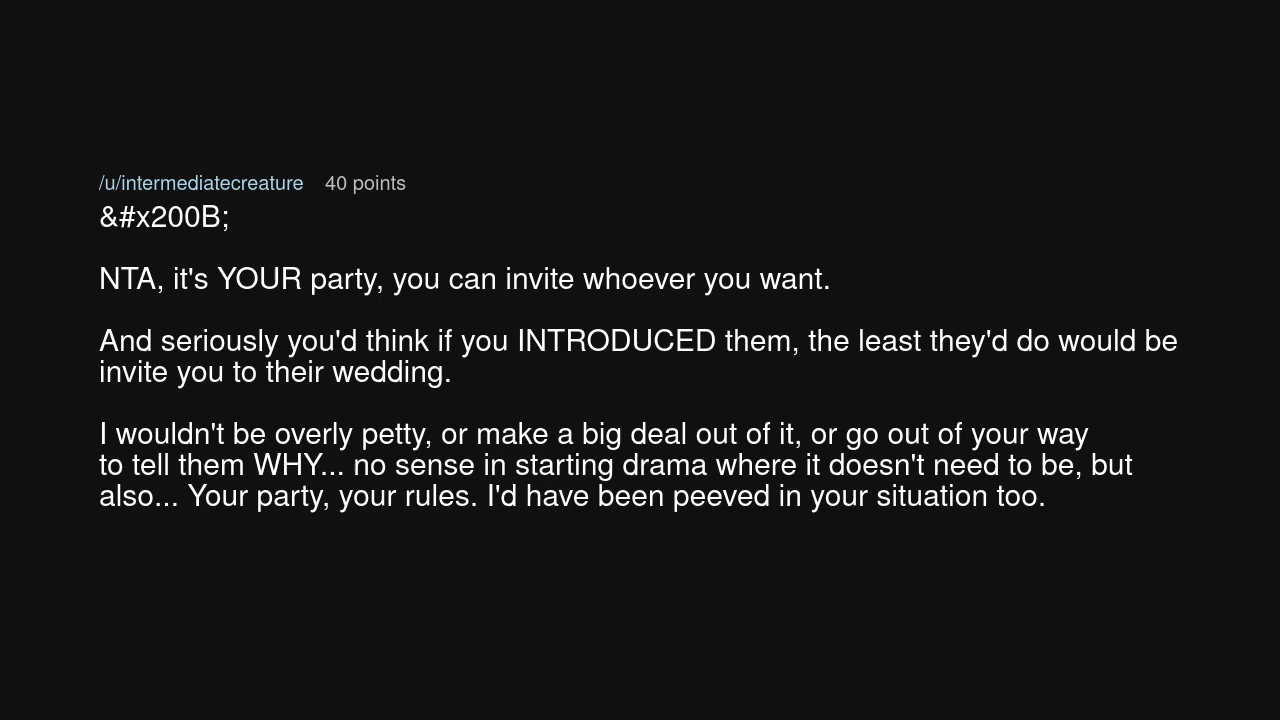 /u/intermediatecreature 40 points
&#x200B;
NTA, it's YOUR party, you can invite whoever you want.
And seriously you'd think if you INTRODUCED them, the least they'd do would be
invite you to their wedding.
I wouldn't be overly petty, or make a big deal out of it, or go out of your way
to tell them WHY... no sense in starting drama where it doesn't need to be, but
also... Your party, your rules. I'd have been peeved in your situation too.